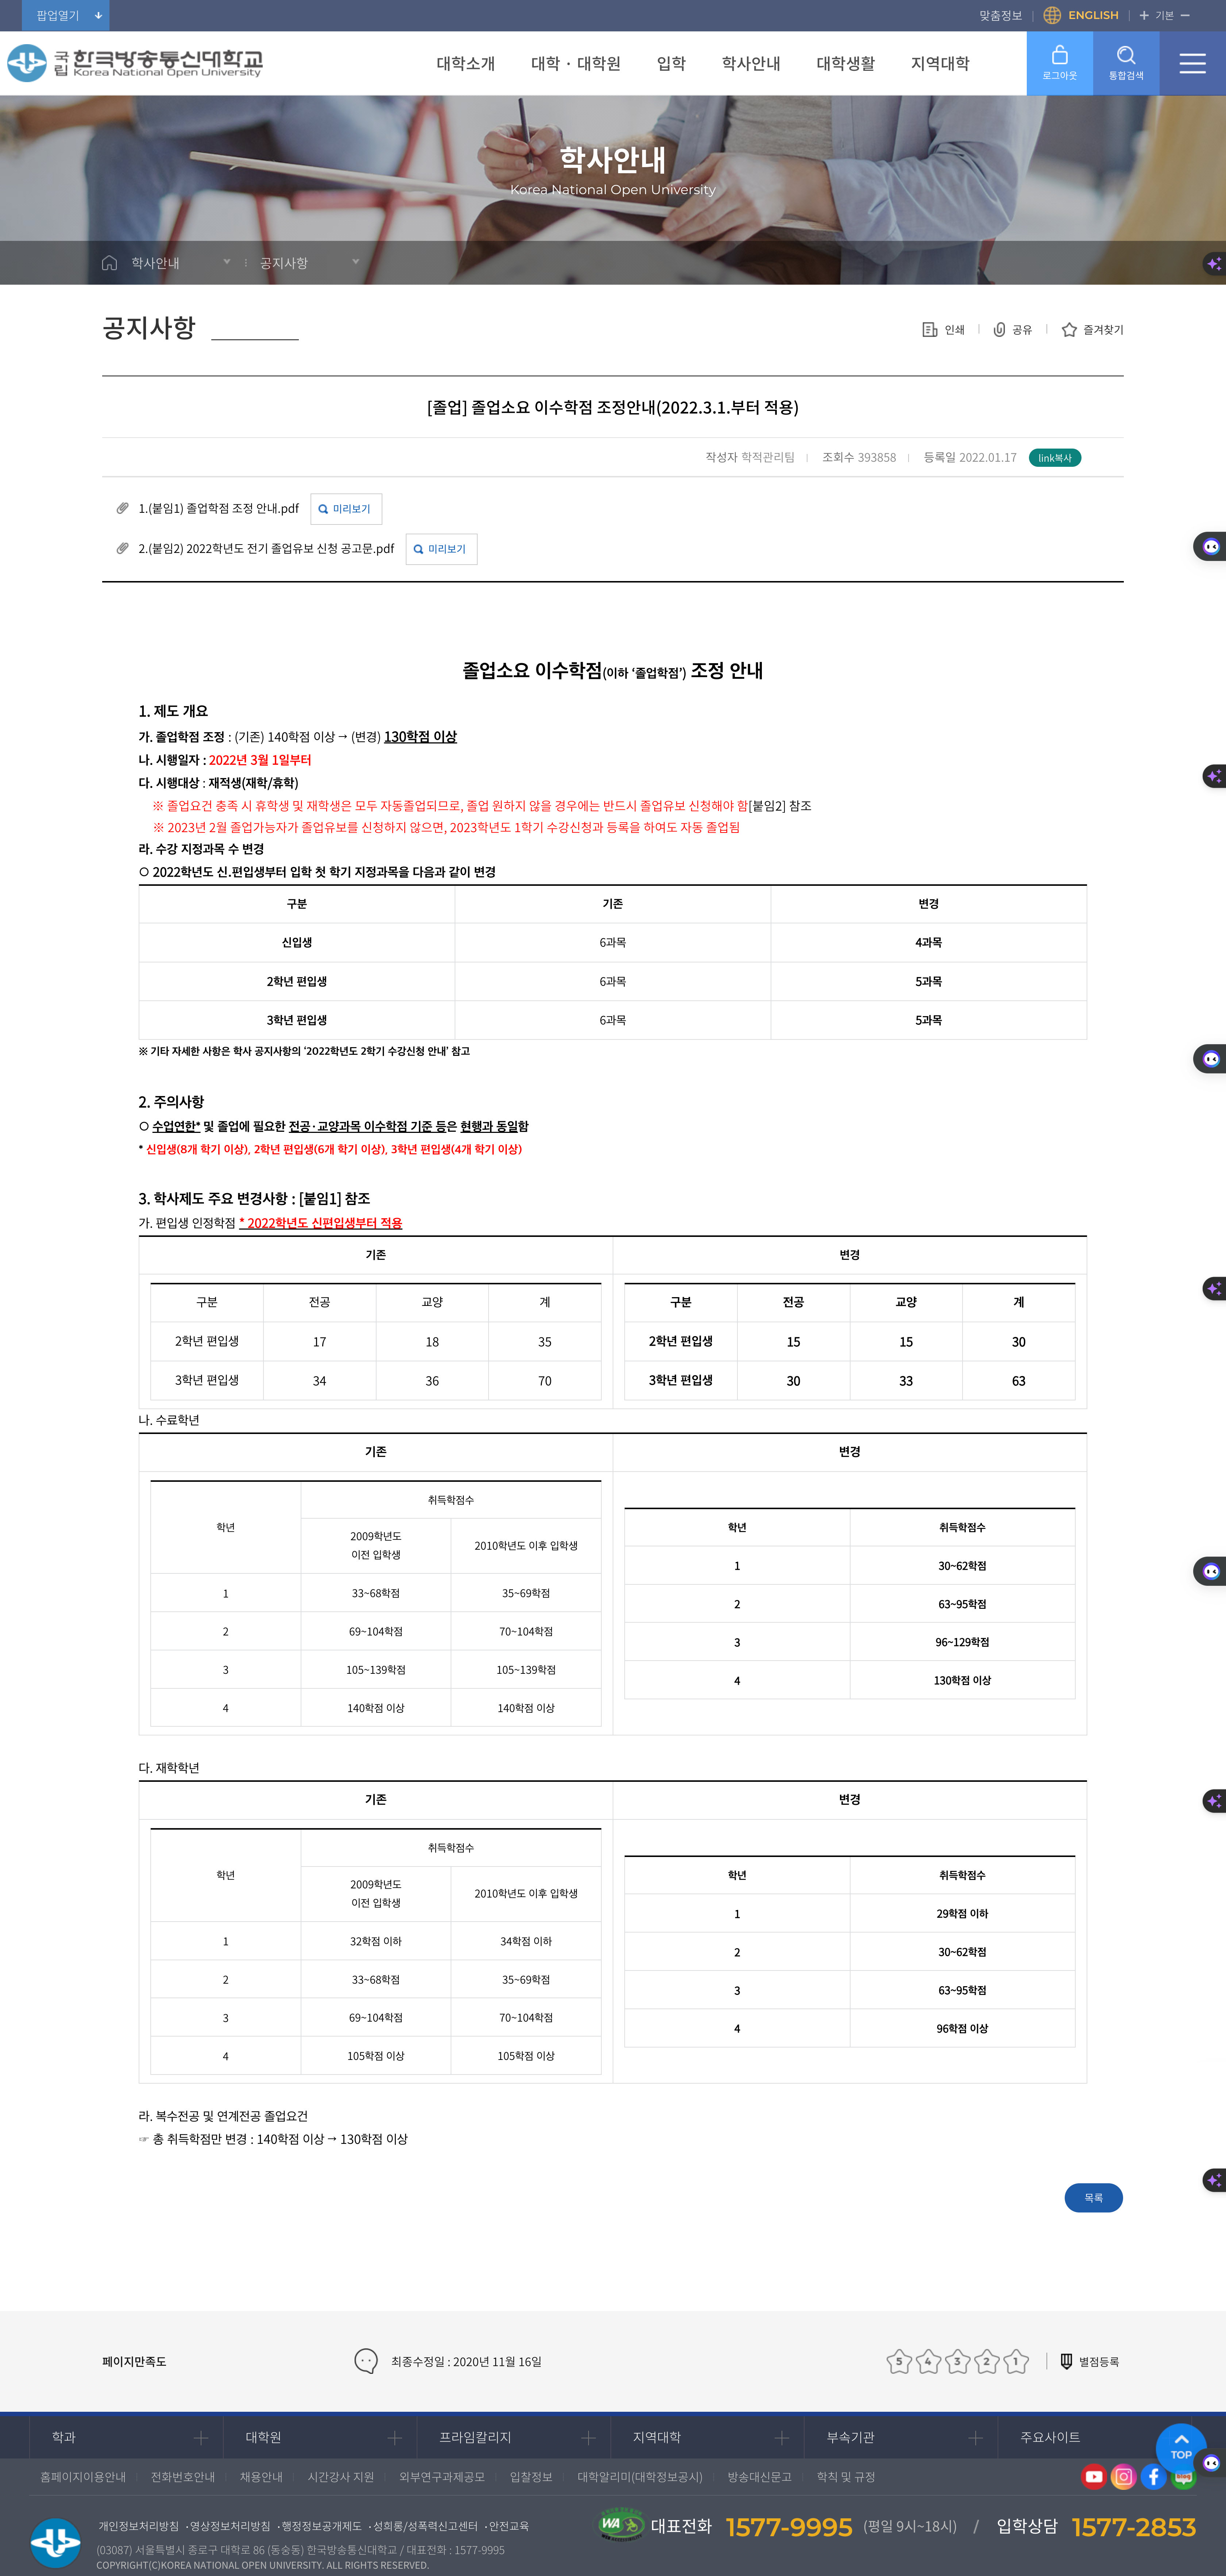 팝업열기
맞춤정보
ENGLISH
기본
국립 한국방송통신대학교
Korea National Open University
대학소개
대학 · 대학원
입학
학사안내
대학생활
지역대학
로그아웃
통합검색
학사안내
Korea National Open University
학사안내
공지사항
공지사항
인쇄
공유
즐겨찾기
[졸업] 졸업소요 이수학점 조정안내(2022.3.1.부터 적용)
작성자 학적관리팀 조회수 393858 등록일 2022.01.17 link복사
1.(붙임1) 졸업학점 조정 안내.pdf 미리보기
2.(붙임2) 2022학년도 전기 졸업유보 신청 공고문.pdf 미리보기
졸업소요 이수학점(이하 ‘졸업학점’) 조정 안내
1. 제도 개요
가. 졸업학점 조정 : (기존) 140학점 이상 → (변경) 130학점 이상
나. 시행일자 : 2022년 3월 1일부터
다. 시행대상 : 재적생(재학/휴학)
※ 졸업요건 충족 시 휴학생 및 재학생은 모두 자동졸업되므로, 졸업 원하지 않을 경우에는 반드시 졸업유보 신청해야 함[붙임2] 참조
※ 2023년 2월 졸업가능자가 졸업유보를 신청하지 않으면, 2023학년도 1학기 수강신청과 등록을 하여도 자동 졸업됨
라. 수강 지정과목 수 변경
○ 2022학년도 신.편입생부터 입학 첫 학기 지정과목을 다음과 같이 변경
구분 기존 변경
신입생 6과목 4과목
2학년 편입생 6과목 5과목
3학년 편입생 6과목 5과목
※ 기타 자세한 사항은 학사 공지사항의 ‘2022학년도 2학기 수강신청 안내’ 참고
2. 주의사항
○ 수업연한* 및 졸업에 필요한 전공·교양과목 이수학점 기준 등은 현행과 동일함
* 신입생(8개 학기 이상), 2학년 편입생(6개 학기 이상), 3학년 편입생(4개 학기 이상)
3. 학사제도 주요 변경사항 : [붙임1] 참조
가. 편입생 인정학점 * 2022학년도 신편입생부터 적용
기존 변경
구분 전공 교양 계 구분 전공 교양 계
2학년 편입생 17 18 35 2학년 편입생 15 15 30
3학년 편입생 34 36 70 3학년 편입생 30 33 63
나. 수료학년
기존 변경
학년 취득학점수
2009학년도
이전 입학생
2010학년도 이후 입학생
1 33~68학점 35~69학점
2 69~104학점 70~104학점
3 105~139학점 105~139학점
4 140학점 이상 140학점 이상
학년 취득학점수
1 30~62학점
2 63~95학점
3 96~129학점
4 130학점 이상
다. 재학학년
기존 변경
학년 취득학점수
2009학년도
이전 입학생
2010학년도 이후 입학생
1 32학점 이하 34학점 이하
2 33~68학점 35~69학점
3 69~104학점 70~104학점
4 105학점 이상 105학점 이상
학년 취득학점수
1 29학점 이하
2 30~62학점
3 63~95학점
4 96학점 이상
라. 복수전공 및 연계전공 졸업요건
☞ 총 취득학점만 변경 : 140학점 이상 → 130학점 이상
목록
페이지만족도
최종수정일 : 2020년 11월 16일
5 4 3 2 1
별점등록
학과
대학원
프라임칼리지
지역대학
부속기관
주요사이트
TOP
홈페이지이용안내 전화번호안내 채용안내 시간강사 지원 외부연구과제공모 입찰정보 대학알리미(대학정보공시) 방송대신문고 학칙 및 규정
Blog
개인정보처리방침 ·영상정보처리방침 ·행정정보공개제도 ·성희롱/성폭력신고센터 ·안전교육
WA 대표전화 1577-9995 (평일 9시~18시) / 입학상담 1577-2853
(03087) 서울특별시 종로구 대학로 86 (동숭동) 한국방송통신대학교 / 대표전화 : 1577-9995
COPYRIGHT(C)KOREA NATIONAL OPEN UNIVERSITY. ALL RIGHTS RESERVED.